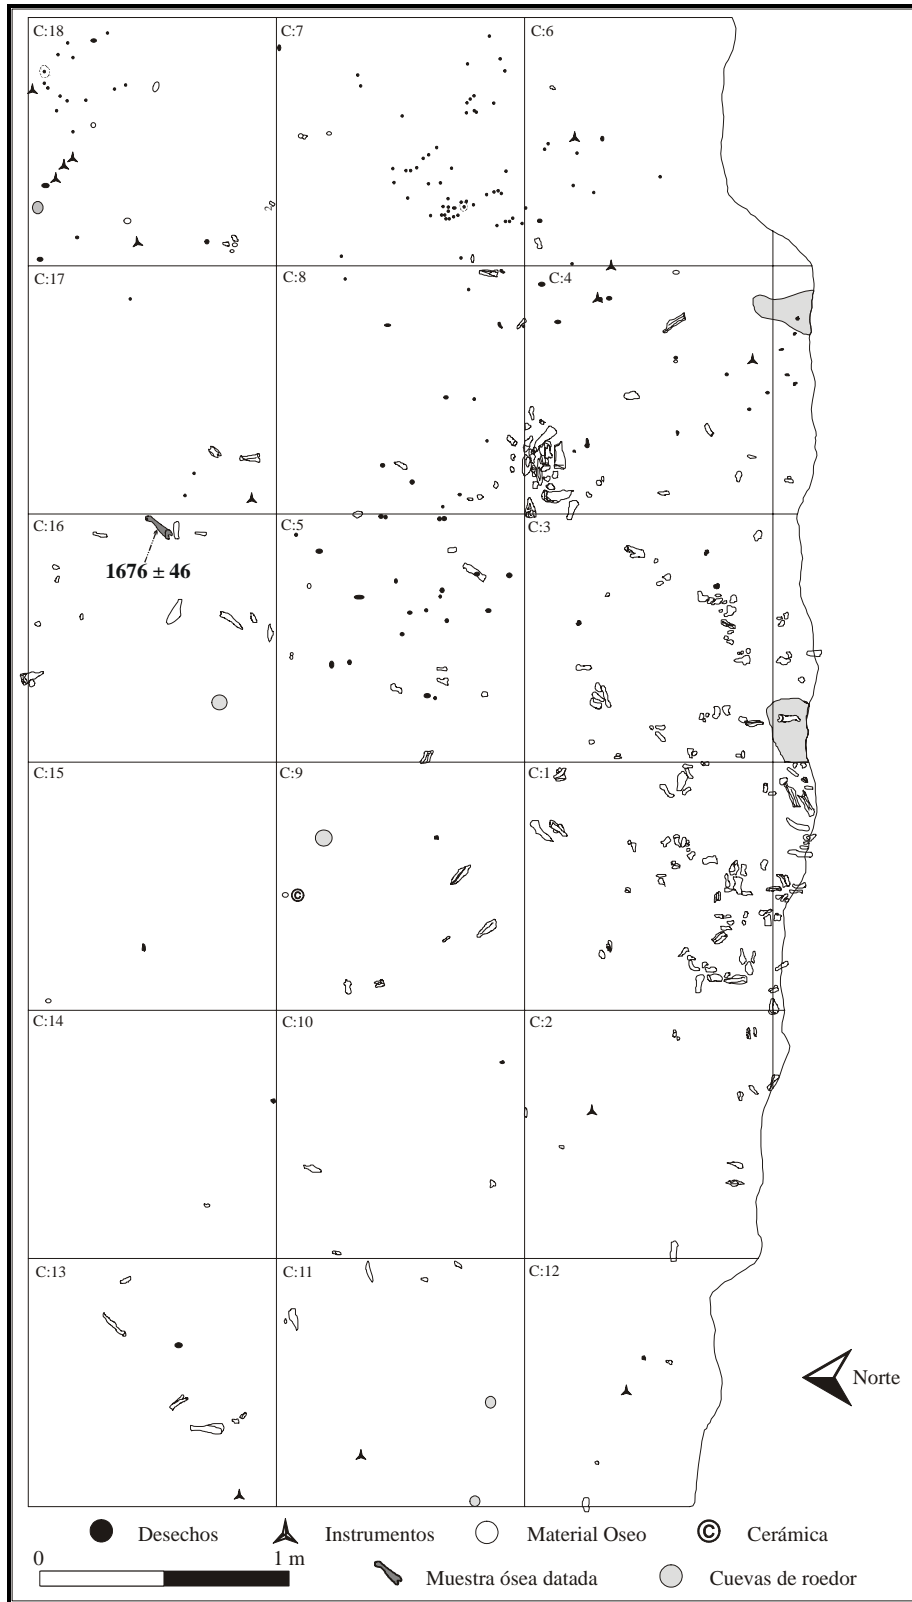 C:18 C:7 C:6
C:17 C:8 C:4
C:16 C:5 C:3
1676 ± 46
C:15 C:9 C:1
©
C:14 C:10 C:2
C:13 C:11 C:12
Norte
Desechos Instrumentos Material Oseo © Cerámica
0 1 m
Muestra ósea datada Cuevas de roedor